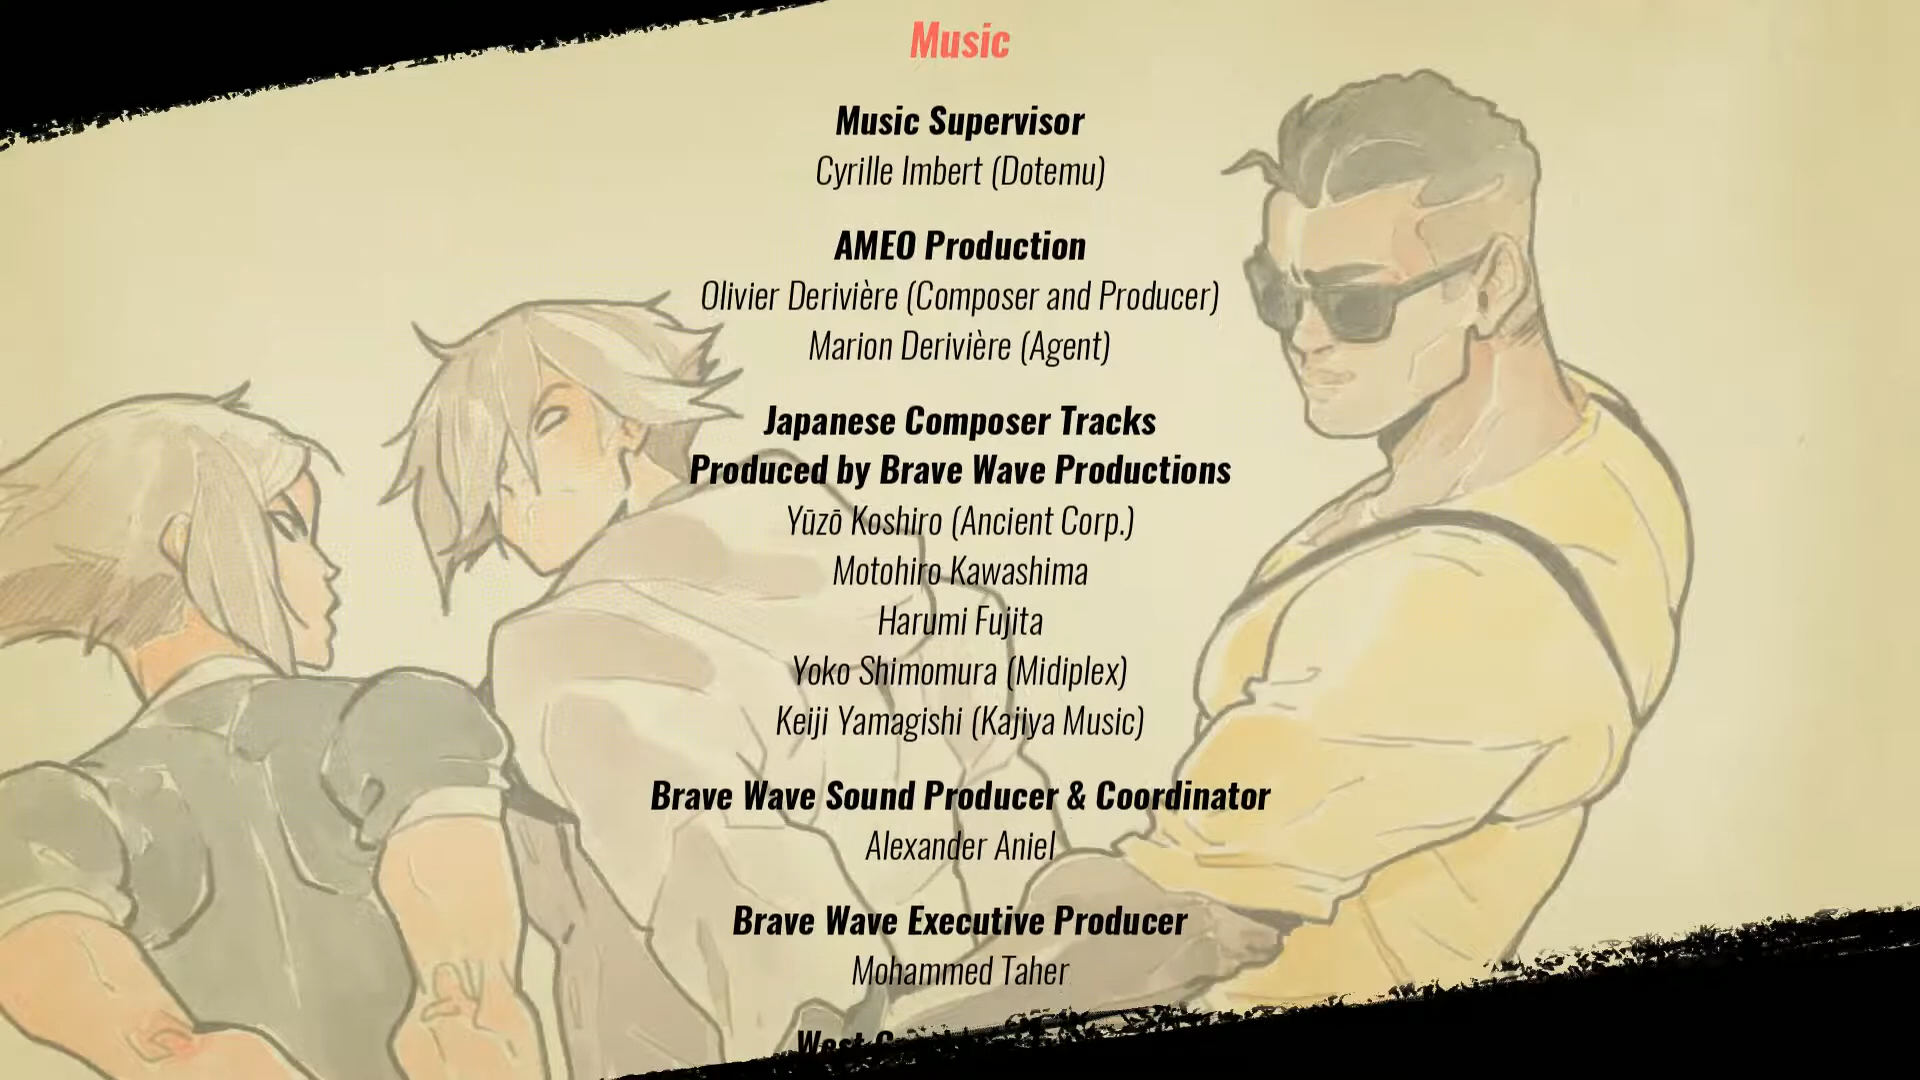 Music
Music Supervisor
Cyrille Imbert (Dotemu)
AMEO Production
Olivier Derivière (Composer and Producer)
Marion Derivière (Agent)
Japanese Composer Tracks
Produced by Brave Wave Productions
Yūzō Koshiro (Ancient Corp.)
Motohiro Kawashima
Harumi Fujita
Yoko Shimomura (Midiplex)
Keiji Yamagishi (Kajiya Music)
Brave Wave Sound Producer & Coordinator
Alexander Aniel
Brave Wave Executive Producer
Mohammed Taher
West